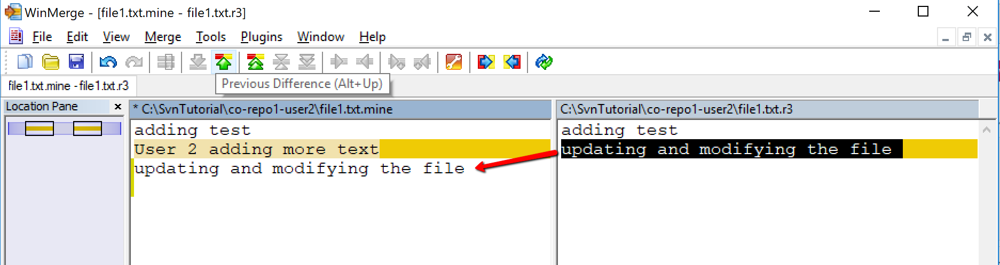 WinMerge - [file1.txt.mine - file1.txt.r3]
File Edit View Merge Tools Plugins Window Help
Previous Difference (Alt+Up)
file1.txt.mine - file1.txt.r3
Location Pane
* C:\SvnTutorial\co-repo1-user2\file1.txt.mine
adding test
User 2 adding more text
updating and modifying the file
C:\SvnTutorial\co-repo1-user2\file1.txt.r3
adding test
updating and modifying the file